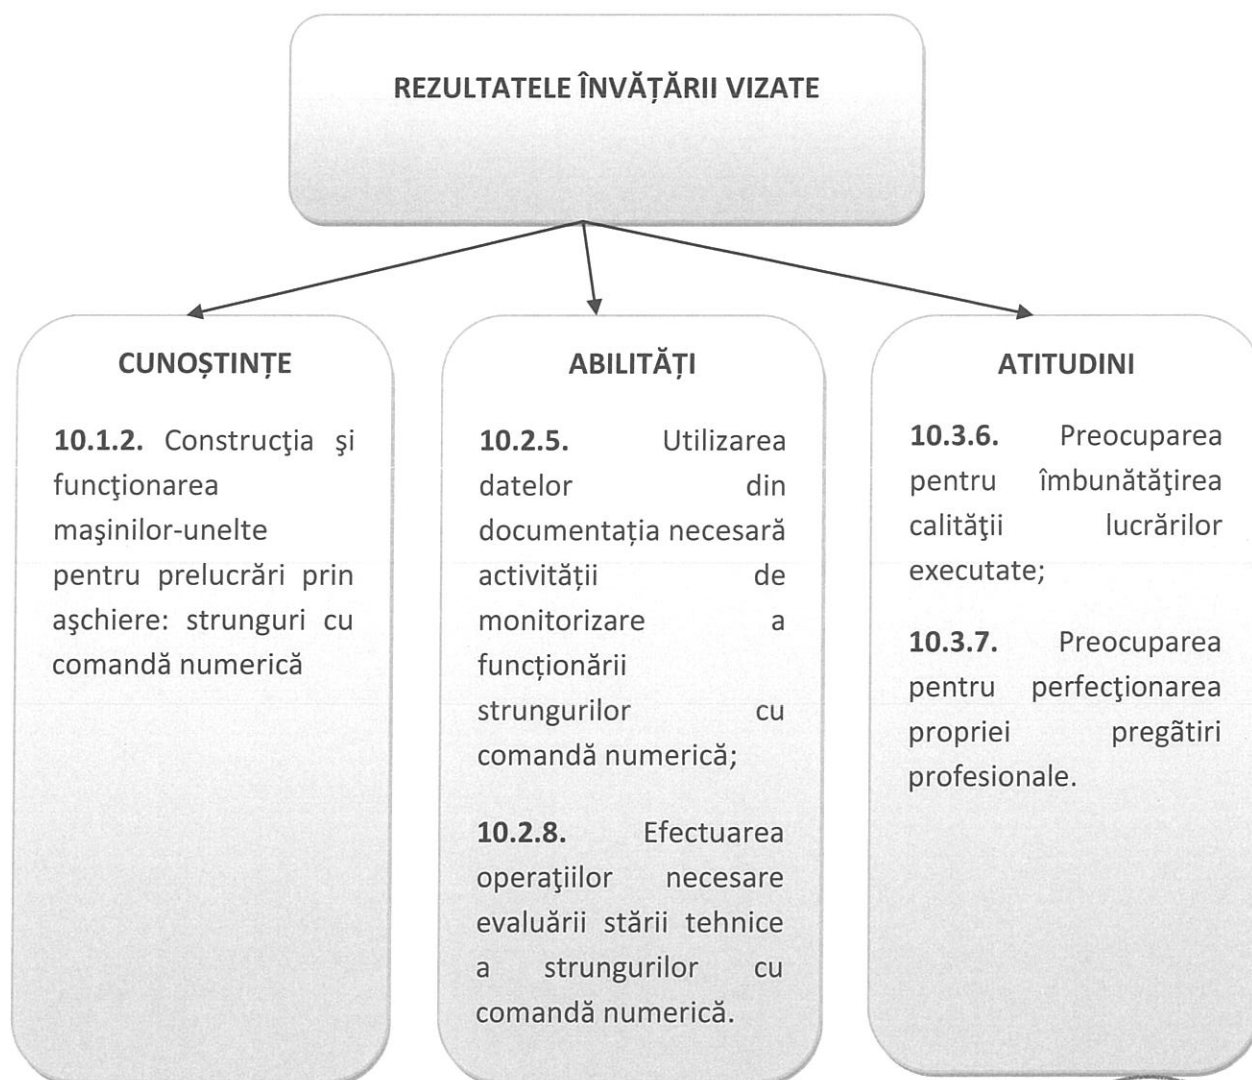 REZULTATELE ÎNVĂȚĂRII VIZATE
CUNOȘTINȚE
10.1.2. Construcţia şi
funcţionarea
maşinilor-unelte
pentru prelucrări prin
aşchiere: strunguri cu
comandă numerică
ABILITĂȚI
10.2.5. Utilizarea
datelor din
documentația necesară
activității de
monitorizare a
funcționării
strungurilor cu
comandă numerică;
10.2.8. Efectuarea
operaţiilor necesare
evaluării stării tehnice
a strungurilor cu
comandă numerică.
ATITUDINI
10.3.6. Preocuparea
pentru îmbunătăţirea
calităţii lucrărilor
executate;
10.3.7. Preocuparea
pentru perfecţionarea
propriei pregãtiri
profesionale.